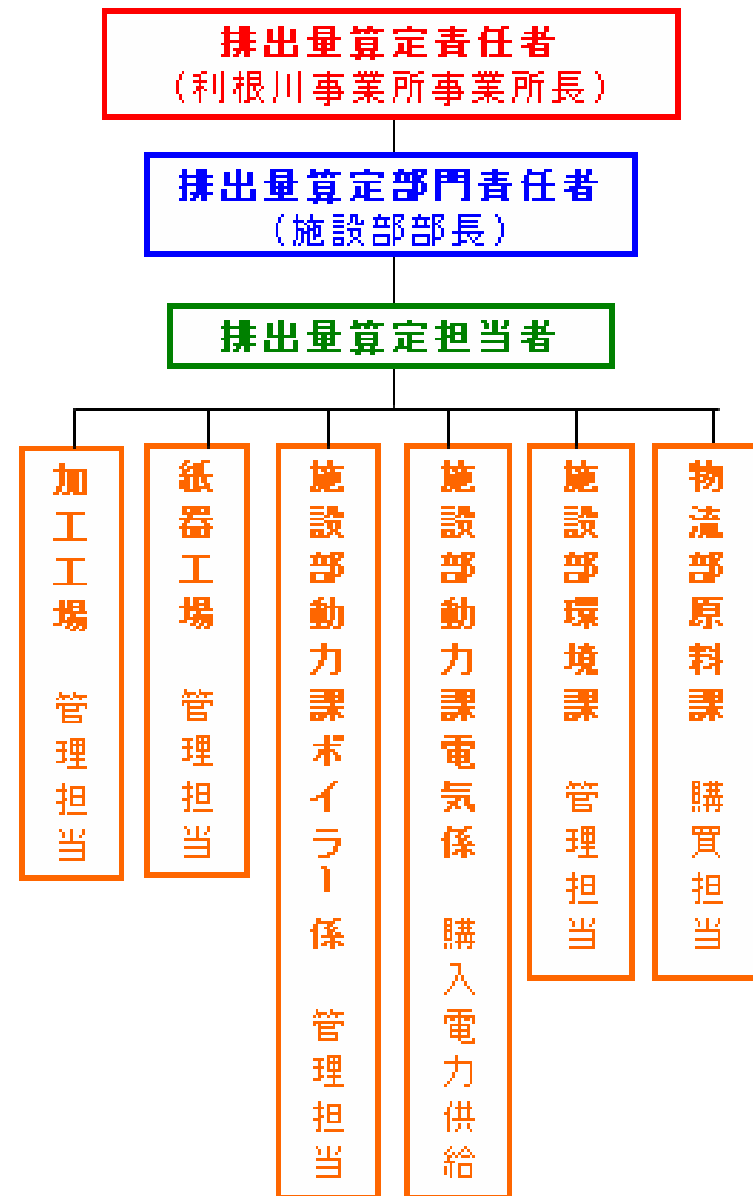 排出量算定責任者
（利根川事業所事業所長）
排出量算定部門責任者
（施設部部長）
排出量算定担当者
加工工場　管理担当
紙器工場　管理担当
施設部動力課ボイラー係　管理担当
施設部動力課電気係　購入電力供給
施設部環境課　管理担当
物流部原料課　購買担当